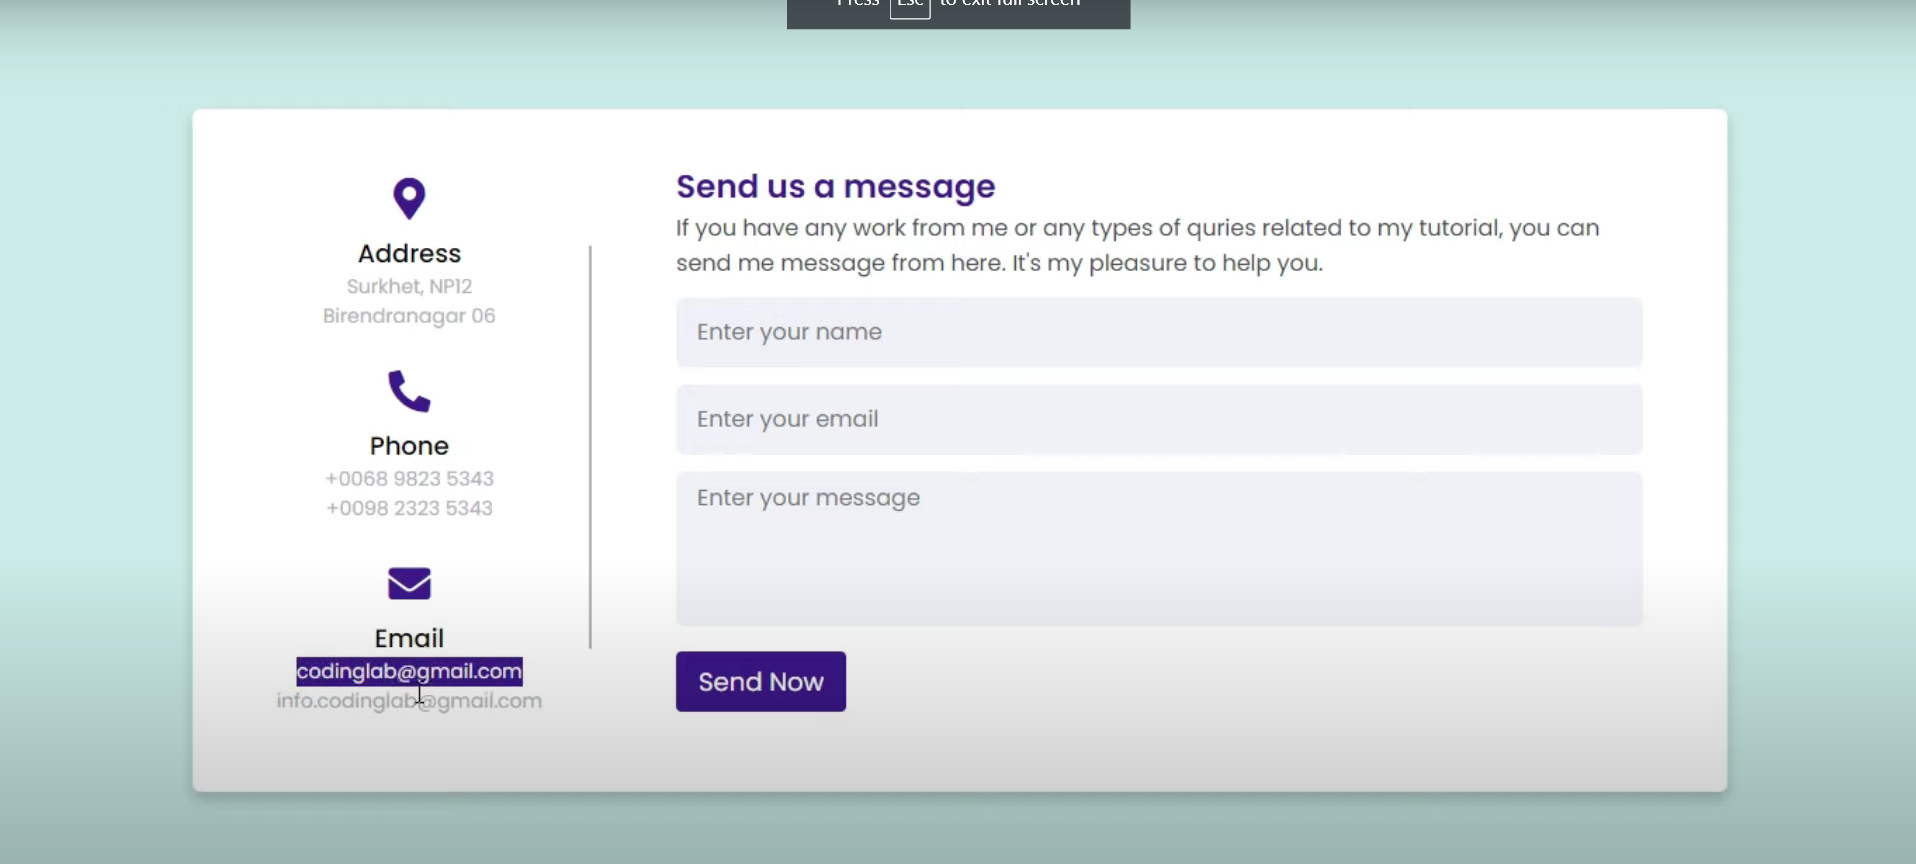 Press Esc to exit full screen
Address
Surkhet, NP12
Birendranagar 06
Phone
+0068 9823 5343
+0098 2323 5343
Email
codinglab@gmail.com
info.codinglab@gmail.com
Send us a message
If you have any work from me or any types of quries related to my tutorial, you can
send me message from here. It's my pleasure to help you.
Enter your name
Enter your email
Enter your message
Send Now